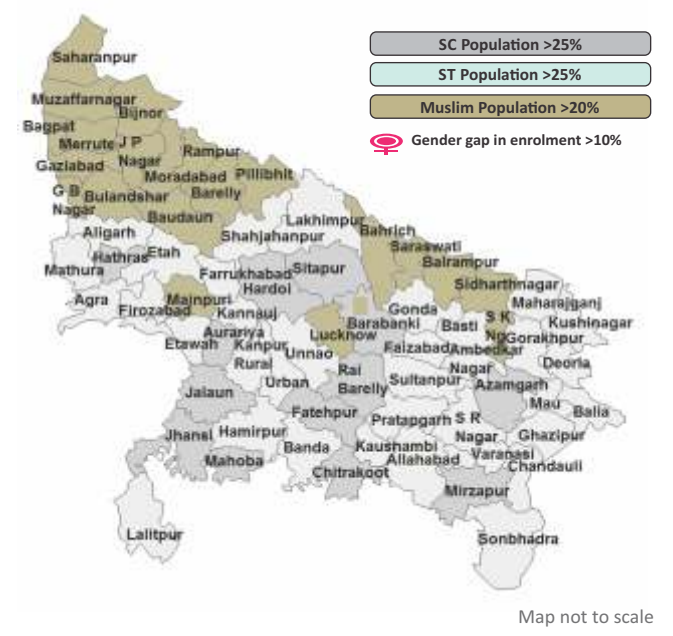 SC Population >25%
ST Population >25%
Muslim Population >20%
Gender gap in enrolment >10%
Saharanpur
Muzaffarnagar
Bijnor
Bagpat
Merrute
J P
Nagar
Rampur
Gaziabad
Moradabad
Pillibhit
G B
Nagar
Bulandshar
Barelly
Baudaun
Lakhimpur
Bahrich
Aligarh
Shahjahanpur
Saraswati
Hathras
Etah
Balrampur
Mathura
Farrukhabad
Sitapur
Hardoi
Sidharthnagar
Agra
Mainpuri
Firozabad
Kannauj
Gonda
Maharajganj
S K
Ng
Barabanki
Basti
Kushinagar
Aurariya
Lucknow
Gorakhpur
Etawah
Kanpur
Rural
Unnao
Faizabad
Ambedkar
Nagar
Deoria
Rai
Barelly
Urban
Sultanpur
Azamgarh
Jalaun
Mau
Balia
Fatehpur
Pratapgarh
S R
Nagar
Jhansi
Hamirpur
Ghazipur
Banda
Kaushambi
Allahabad
Varanasi
Mahoba
Chandauli
Chitrakoot
Mirzapur
Lalitpur
Sonbhadra
Map not to scale